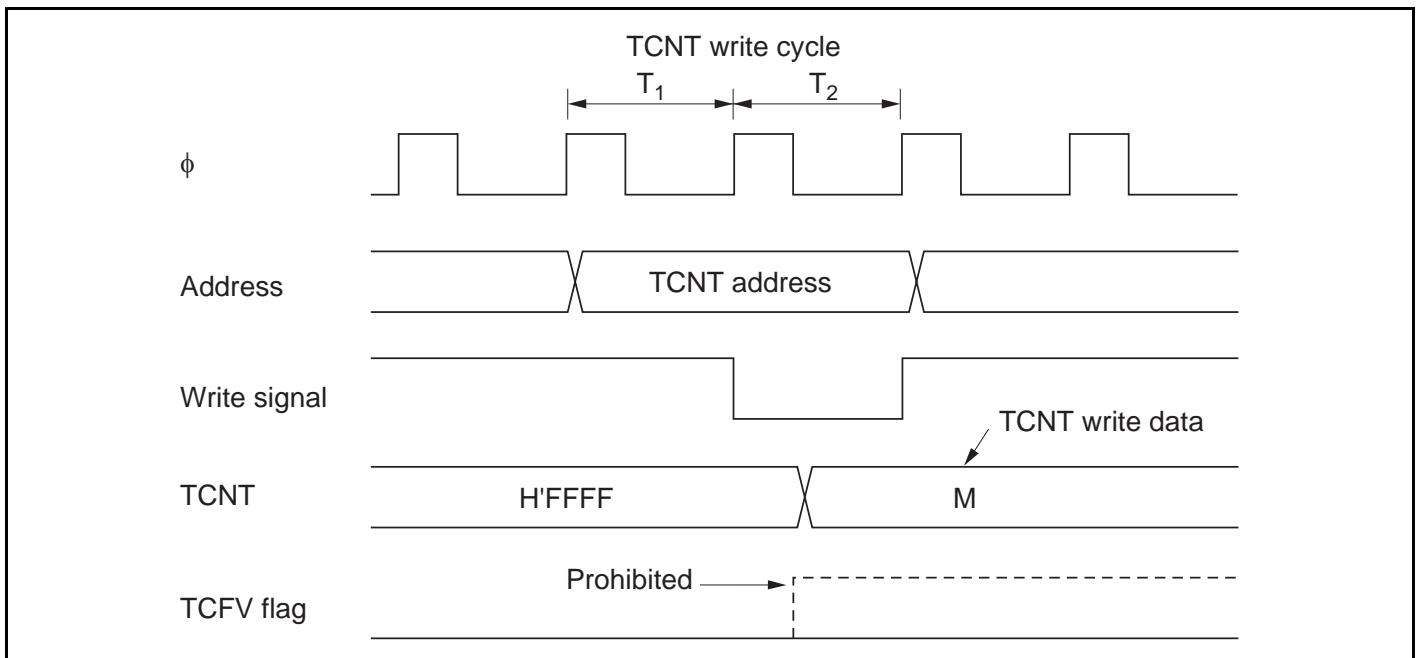 TCNT write cycle
T1 T2
ϕ
Address TCNT address
Write signal
TCNT write data
TCNT H'FFFF M
Prohibited
TCFV flag